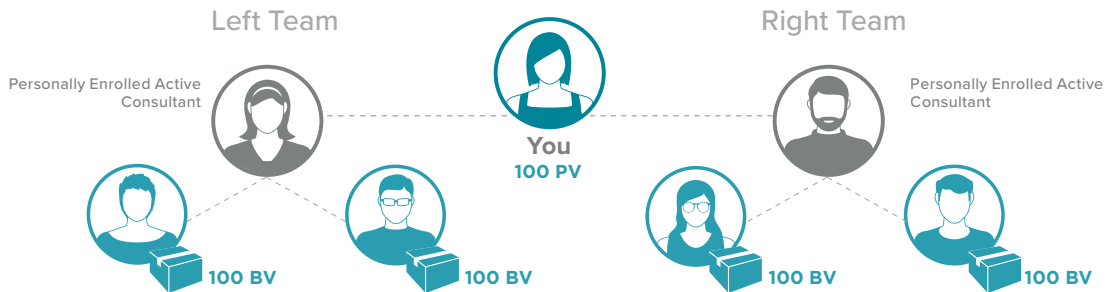 Left Team
Right Team
Personally Enrolled Active
Consultant
Personally Enrolled Active
Consultant
You
100 PV
100 BV
100 BV
100 BV
100 BV